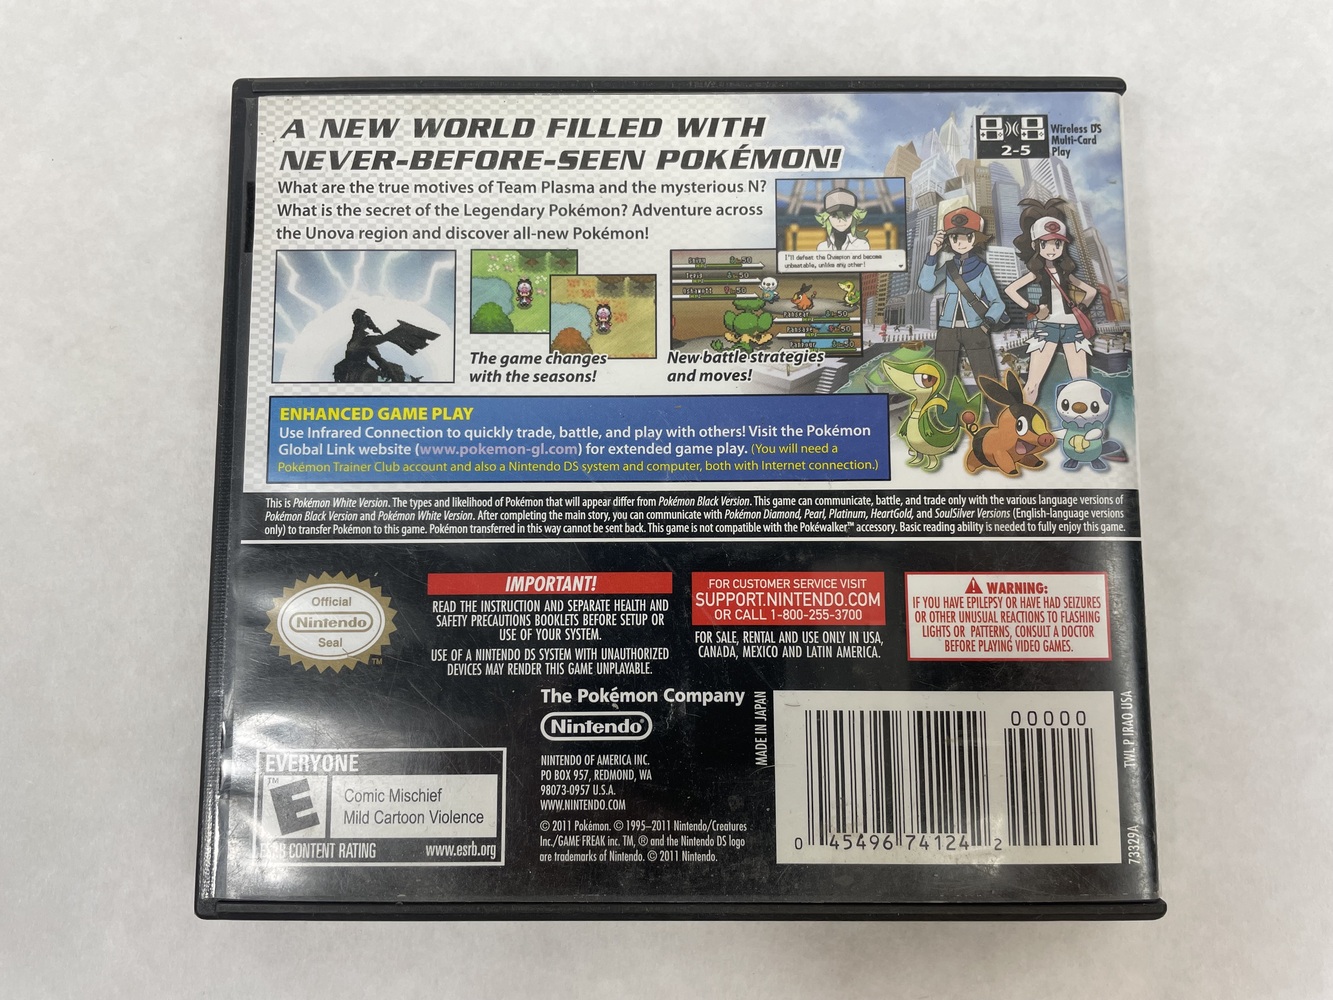 A NEW WORLD FILLED WITH
NEVER-BEFORE-SEEN POKÉMON!
What are the true motives of Team Plasma and the mysterious N?
What is the secret of the Legendary Pokémon? Adventure across
the Unova region and discover all-new Pokémon!
2-5
Wireless DS
Multi-Card
Play
I'll defeat the Champion and become
unbeatable, unlike any other!
The game changes
with the seasons!
New battle strategies
and moves!
ENHANCED GAME PLAY
Use Infrared Connection to quickly trade, battle, and play with others! Visit the Pokémon
Global Link website (www.pokemon-gl.com) for extended game play. (You will need a
Pokémon Trainer Club account and also a Nintendo DS system and computer, both with Internet connection.)
This is Pokémon White Version. The types and likelihood of Pokémon that will appear differ from Pokémon Black Version. This game can communicate, battle, and trade only with the various language versions of
Pokémon Black Version and Pokémon White Version. After completing the main story, you can communicate with Pokémon Diamond, Pearl, Platinum, HeartGold, and SoulSilver Versions (English-language versions
only) to transfer Pokémon to this game. Pokémon transferred in this way cannot be sent back. This game is not compatible with the Pokéwalker™ accessory. Basic reading ability is needed to fully enjoy this game.
Official
Nintendo
Seal
TM
IMPORTANT!
READ THE INSTRUCTION AND SEPARATE HEALTH AND
SAFETY PRECAUTIONS BOOKLETS BEFORE SETUP OR
USE OF YOUR SYSTEM.
USE OF A NINTENDO DS SYSTEM WITH UNAUTHORIZED
DEVICES MAY RENDER THIS GAME UNPLAYABLE.
FOR CUSTOMER SERVICE VISIT
SUPPORT.NINTENDO.COM
OR CALL 1-800-255-3700
FOR SALE, RENTAL AND USE ONLY IN USA,
CANADA, MEXICO AND LATIN AMERICA.
WARNING:
IF YOU HAVE EPILEPSY OR HAVE HAD SEIZURES
OR OTHER UNUSUAL REACTIONS TO FLASHING
LIGHTS OR PATTERNS, CONSULT A DOCTOR
BEFORE PLAYING VIDEO GAMES.
The Pokémon Company
Nintendo®
NINTENDO OF AMERICA INC.
PO BOX 957, REDMOND, WA
98073-0957 U.S.A.
WWW.NINTENDO.COM
© 2011 Pokémon. © 1995–2011 Nintendo/Creatures
Inc./GAME FREAK inc. TM, ® and the Nintendo DS logo
are trademarks of Nintendo. © 2011 Nintendo.
EVERYONE
E
TM
Comic Mischief
Mild Cartoon Violence
ESRB CONTENT RATING www.esrb.org
MADE IN JAPAN
00000
0 45496 74124 2
TWL P IRAO USA
73329A